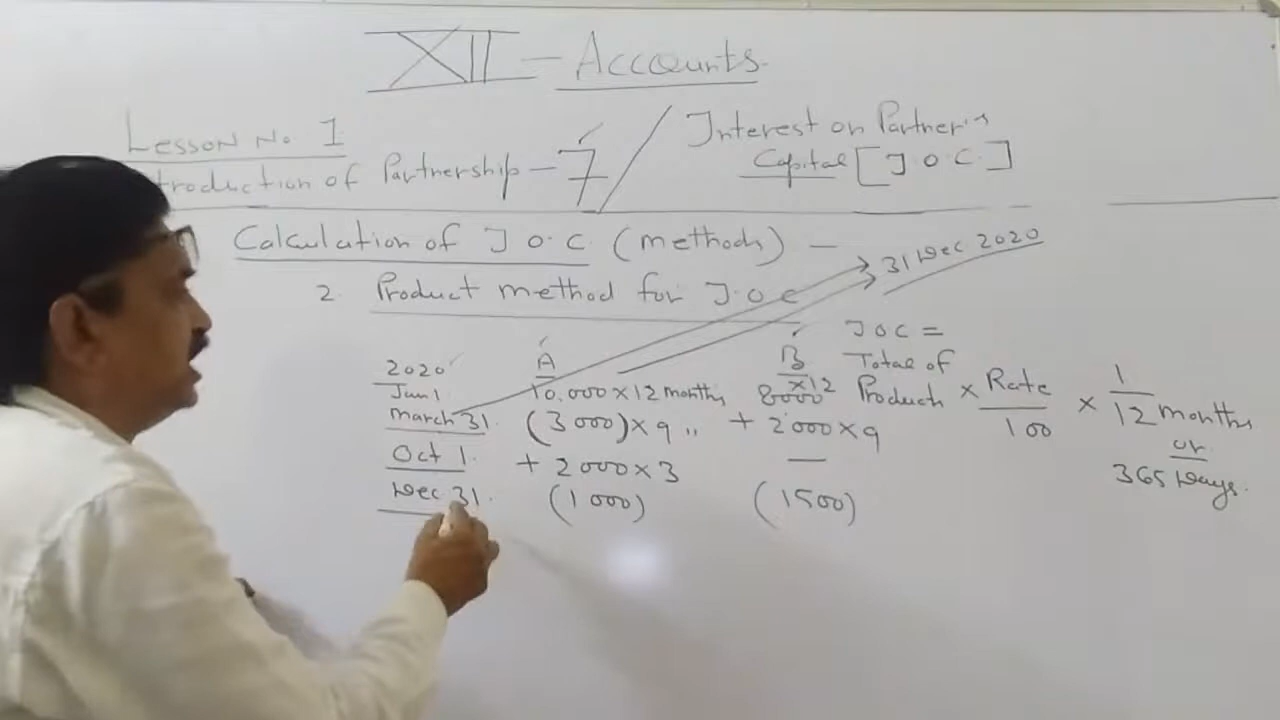 XII - Accounts.
Lesson No. 1
troduction of Partnership - 7 / Interest on Partner's
Capital [I O C.]
Calculation of I O. C. (methods) - 31 Dec 2020
2. Product method for I. O C
I O C =
2020 A B Total of
Jan 1 10,000 × 12 months 8000 × 12 Product × Rate/100 × 1/12 months
March 31. (3000) × 9 ,, + 2000 × 9 or
Oct 1. + 2000 × 3 — 365 Days.
Dec 31. (1000) (1500)